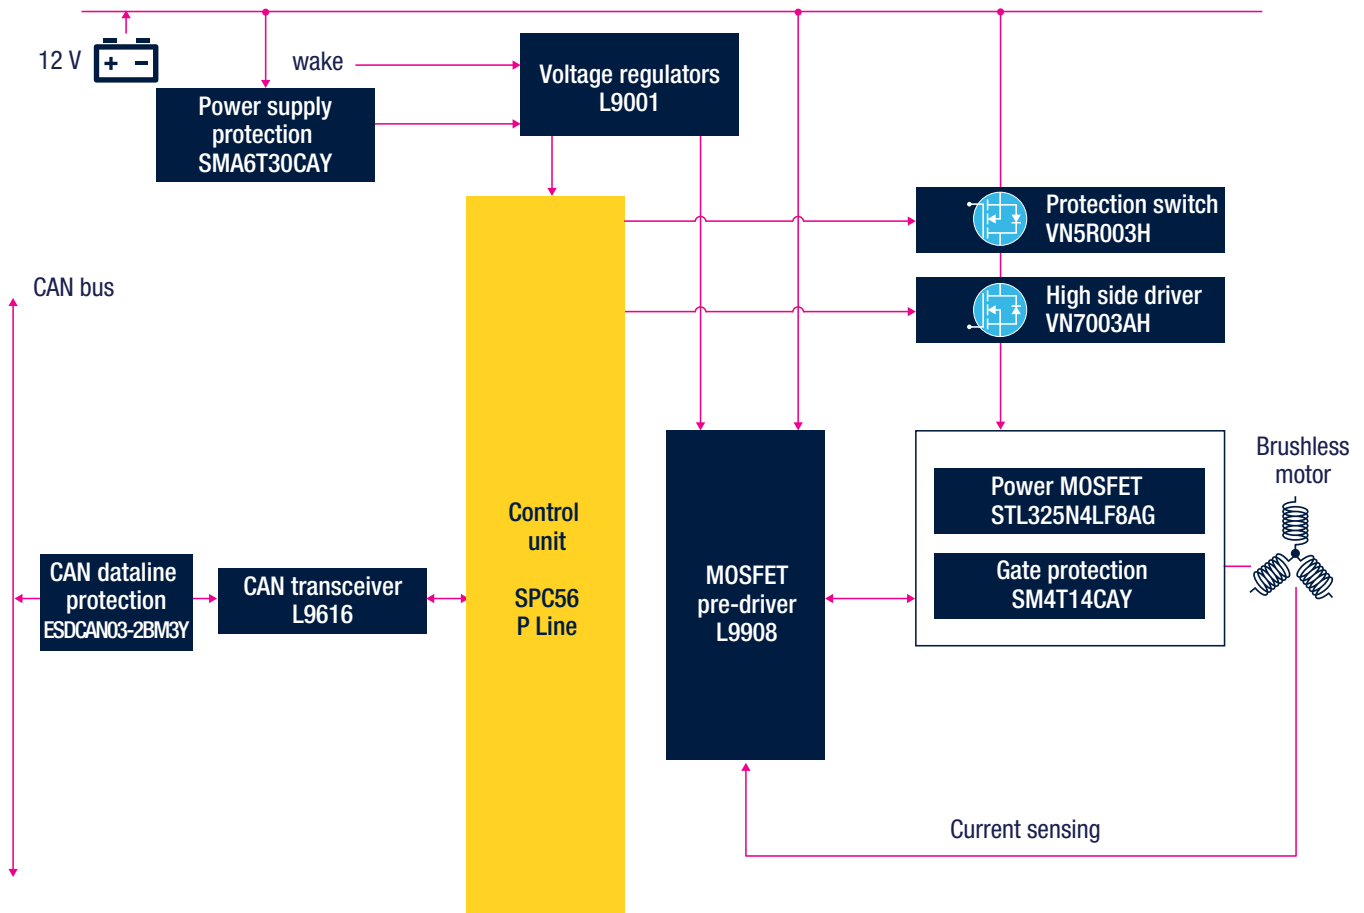 12 V
wake
Voltage regulators
L9001
Power supply
protection
SMA6T30CAY
Protection switch
VN5R003H
CAN bus
High side driver
VN7003AH
Brushless
motor
Power MOSFET
STL325N4LF8AG
Control
unit
SPC56
P Line
CAN dataline
protection
ESDCAN03-2BM3Y
CAN transceiver
L9616
MOSFET
pre-driver
L9908
Gate protection
SM4T14CAY
Current sensing